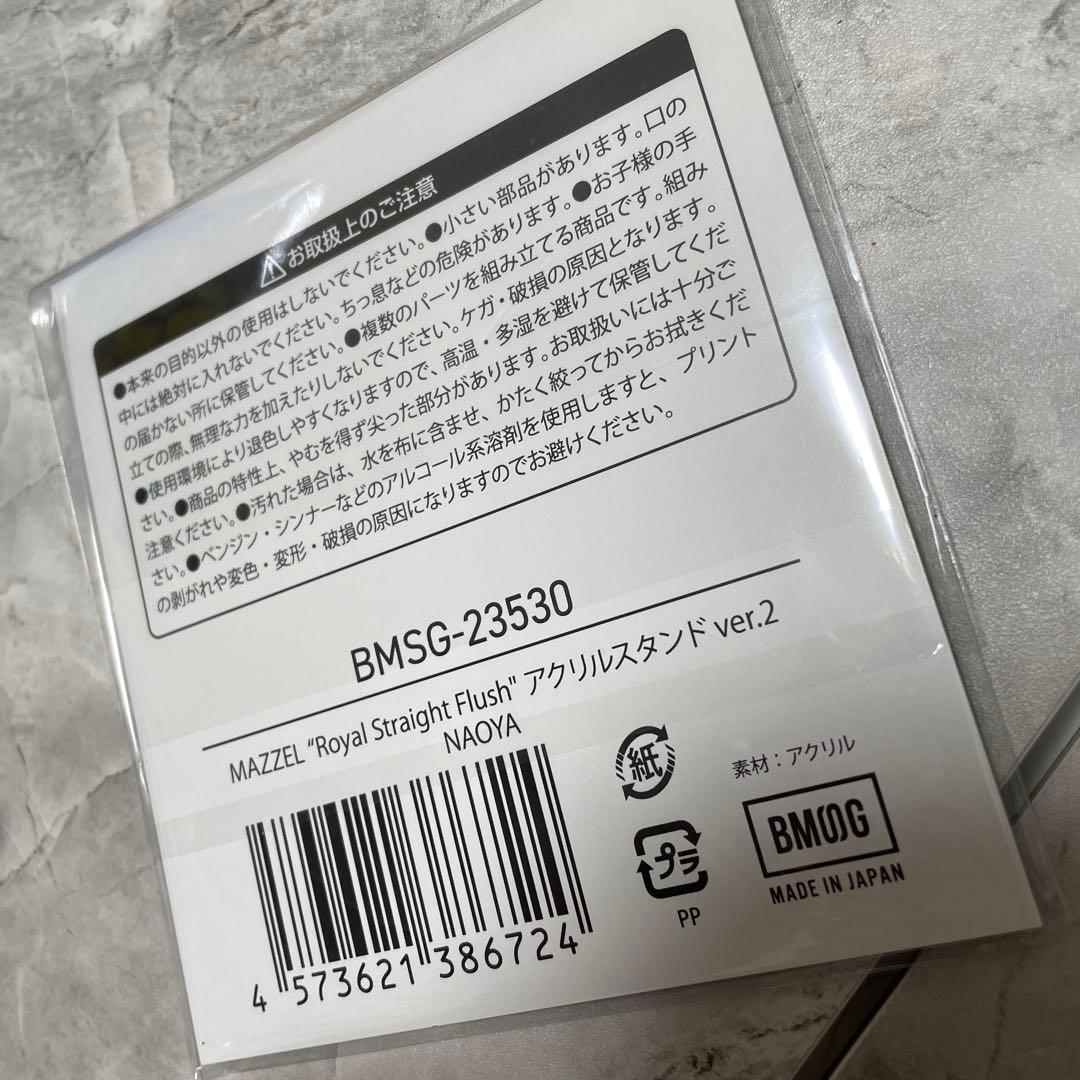 ⚠お取扱上のご注意
●本来の目的以外の使用はしないでください。●小さい部品があります。口の
中には絶対に入れないでください。ちっ息などの危険があります。●お子様の手
の届かない所に保管してください。●複数のパーツを組み立てる商品です。組み
立ての際、無理な力を加えたりしないでください。ケガ・破損の原因となります。
●使用環境により退色しやすくなりますので、高温・多湿を避けて保管してくだ
さい。●商品の特性上、やむを得ず尖った部分があります。お取扱いには十分ご
注意ください。●汚れた場合は、水を布に含ませ、かたく絞ってからお拭きくだ
さい。●ベンジン・シンナーなどのアルコール系溶剤を使用しますと、プリント
の剥がれや変色・変形・破損の原因になりますのでお避けください。
BMSG-23530
MAZZEL “Royal Straight Flush" アクリルスタンド ver.2
NAOYA
4 573621 386724
紙
プラ
PP
素材：アクリル
BMSG
MADE IN JAPAN